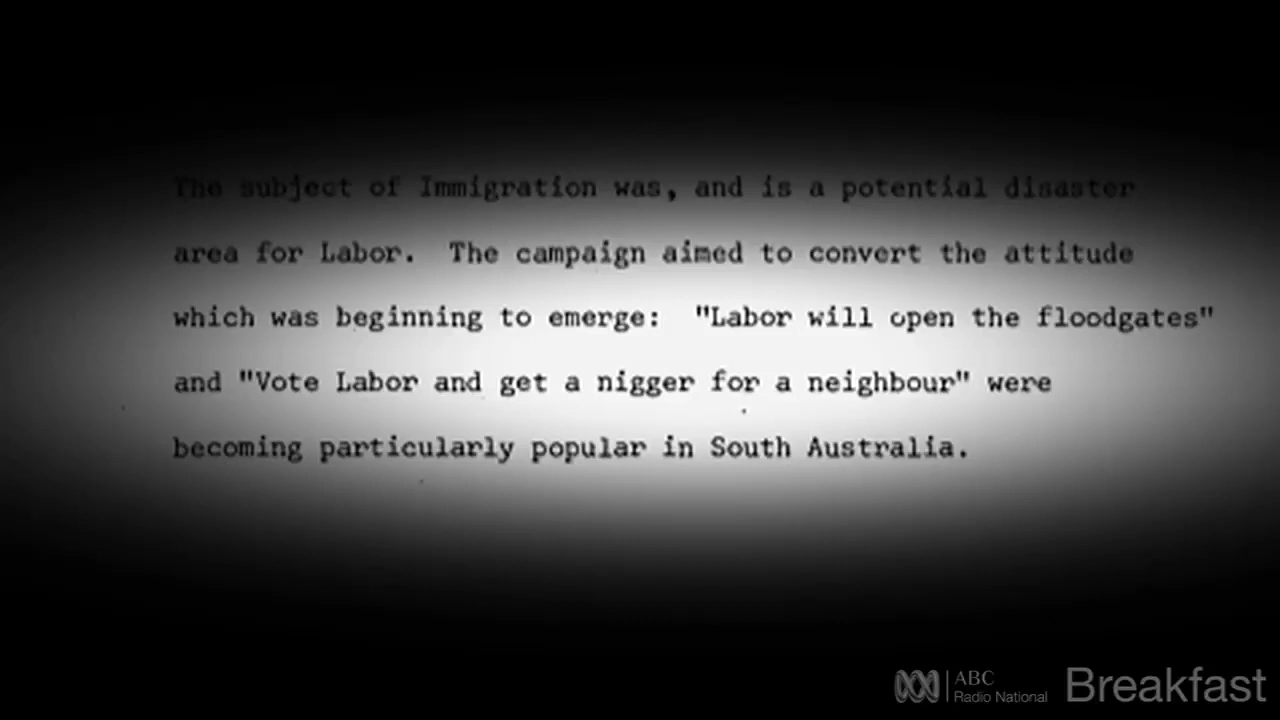 The subject of Immigration was, and is a potential disaster
area for Labor. The campaign aimed to convert the attitude
which was beginning to emerge: "Labor will open the floodgates"
and "Vote Labor and get a nigger for a neighbour" were
becoming particularly popular in South Australia.
ABC
Radio National
Breakfast